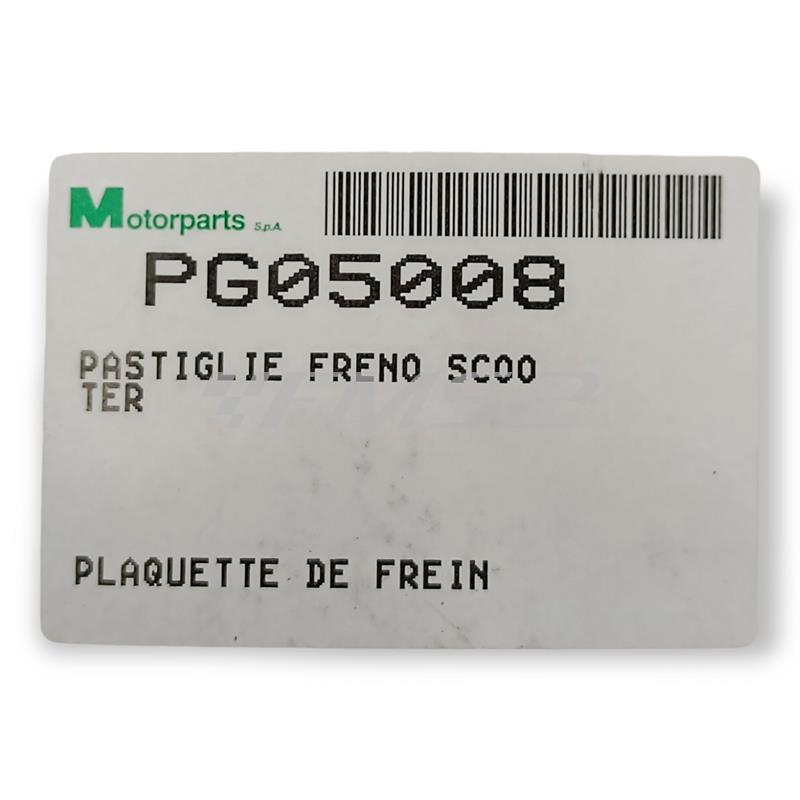 Motorparts S.p.A.
PG05008
PASTIGLIE FRENO SCOO
TER
PLAQUETTE DE FREIN